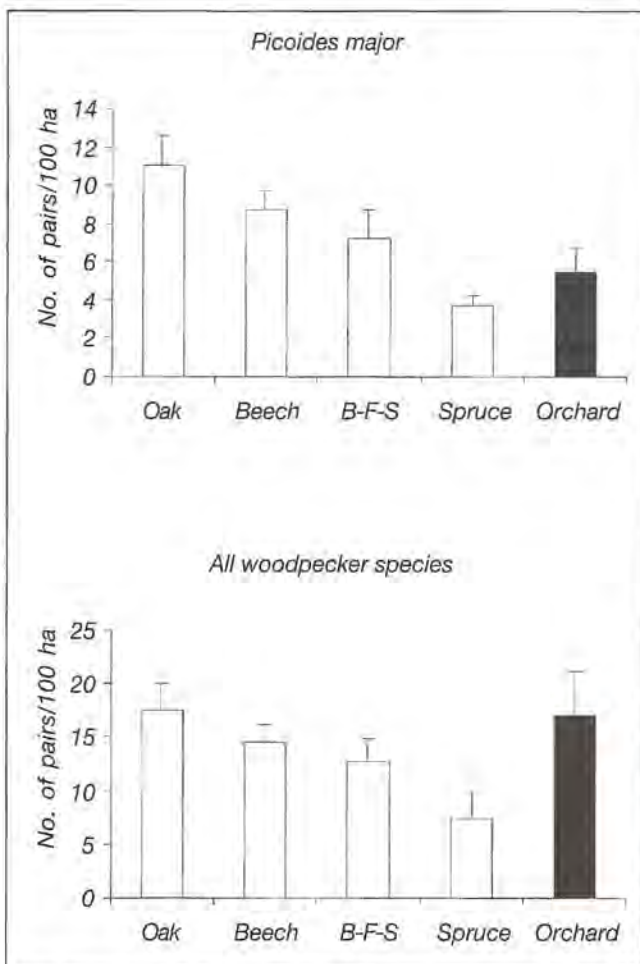 Picoides major
No. of pairs/100 ha
14
12
10
8
6
4
2
0
Oak Beech B-F-S Spruce Orchard
All woodpecker species
No. of pairs/100 ha
25
20
15
10
5
0
Oak Beech B-F-S Spruce Orchard